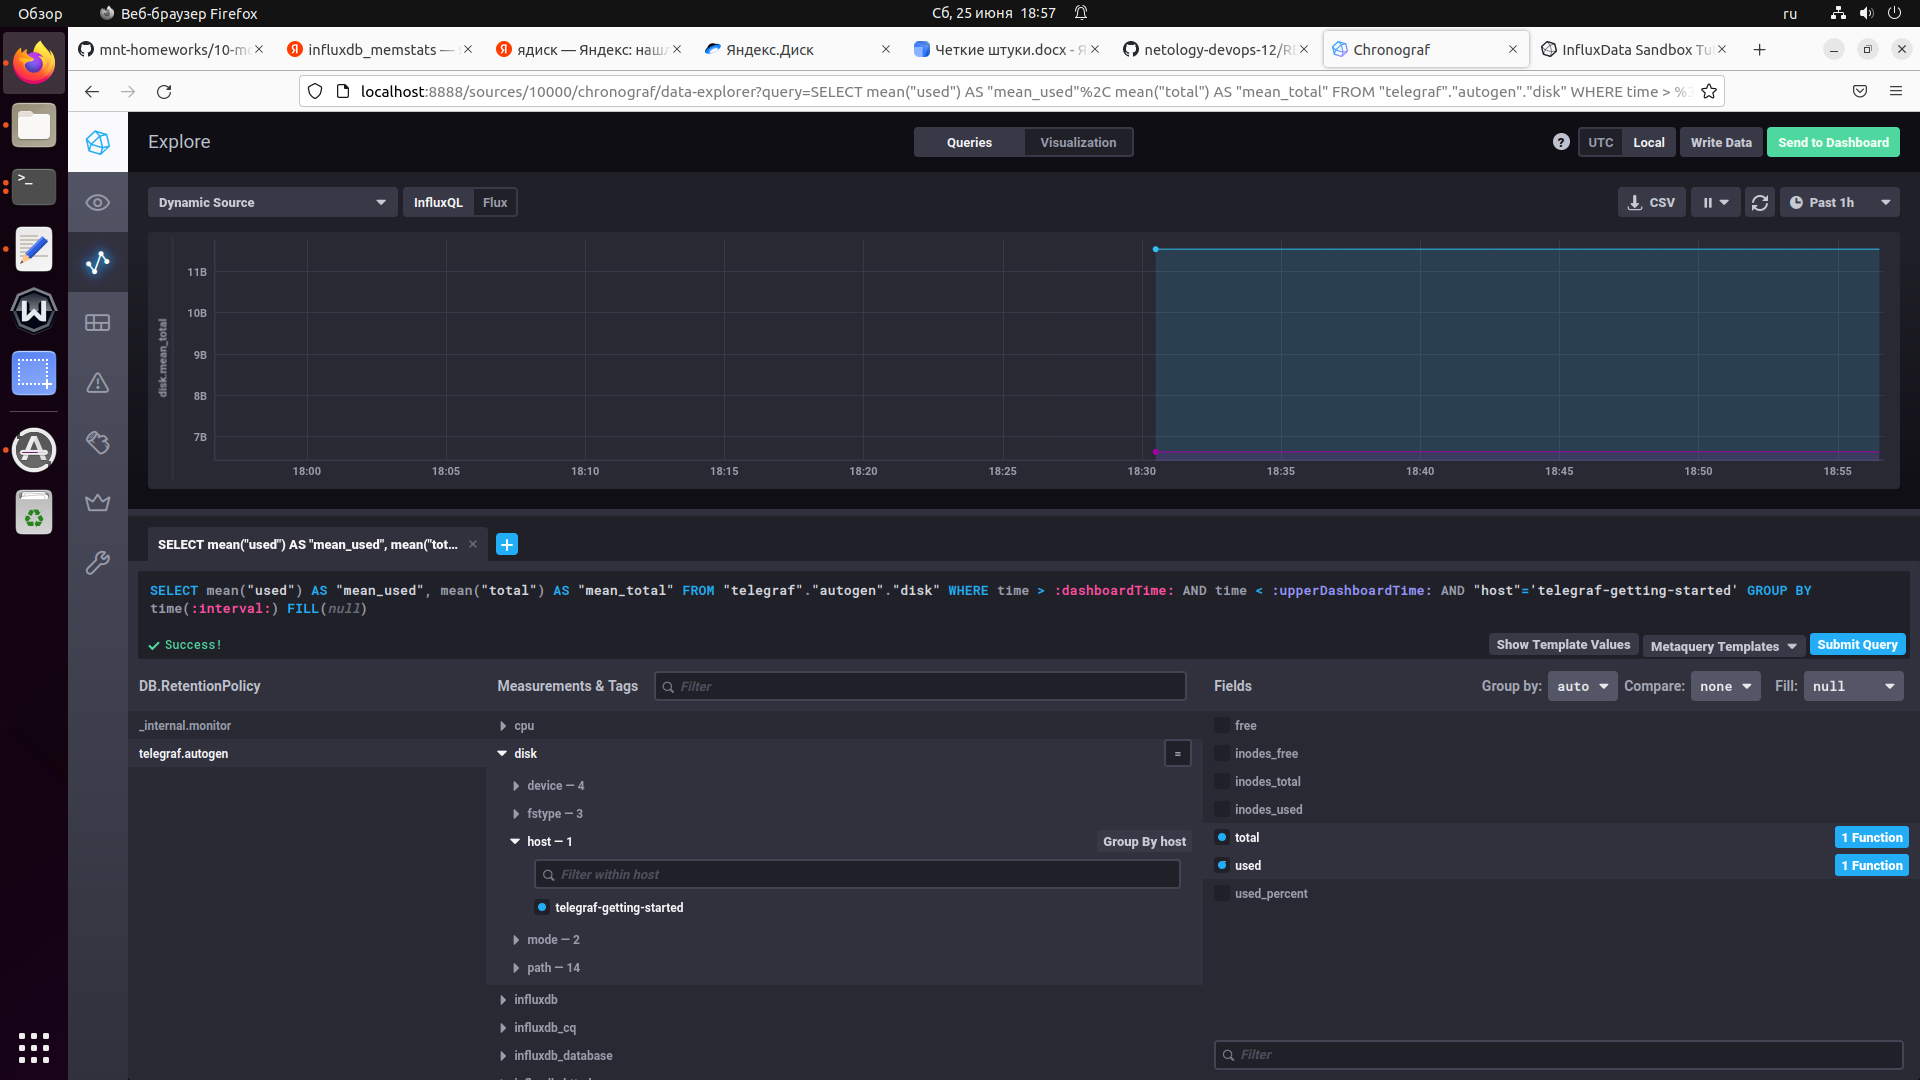 Обзор
Веб-браузер Firefox
Сб, 25 июня 18:57
ru
mnt-homeworks/10-mo
influxdb_memstats —
ядиск — Яндекс: нашл
Яндекс.Диск
Четкие штуки.docx - Я
netology-devops-12/RE
Chronograf
InfluxData Sandbox Tu
localhost:8888/sources/10000/chronograf/data-explorer?query=SELECT mean("used") AS "mean_used"%2C mean("total") AS "mean_total" FROM "telegraf"."autogen"."disk" WHERE time > %
Explore
Queries
Visualization
UTC
Local
Write Data
Send to Dashboard
Dynamic Source
InfluxQL
Flux
CSV
Past 1h
disk.mean_total
11B
10B
9B
8B
7B
18:00
18:05
18:10
18:15
18:20
18:25
18:30
18:35
18:40
18:45
18:50
18:55
SELECT mean("used") AS "mean_used", mean("tot...
SELECT mean("used") AS "mean_used", mean("total") AS "mean_total" FROM "telegraf"."autogen"."disk" WHERE time > :dashboardTime: AND time < :upperDashboardTime: AND "host"='telegraf-getting-started' GROUP BY
time(:interval:) FILL(null)
Success!
Show Template Values
Metaquery Templates
Submit Query
DB.RetentionPolicy
Measurements & Tags
Filter
Fields
Group by:
auto
Compare:
none
Fill:
null
_internal.monitor
telegraf.autogen
cpu
disk
=
device — 4
fstype — 3
host — 1
Group By host
Filter within host
telegraf-getting-started
mode — 2
path — 14
influxdb
influxdb_cq
influxdb_database
free
inodes_free
inodes_total
inodes_used
total
1 Function
used
1 Function
used_percent
Filter